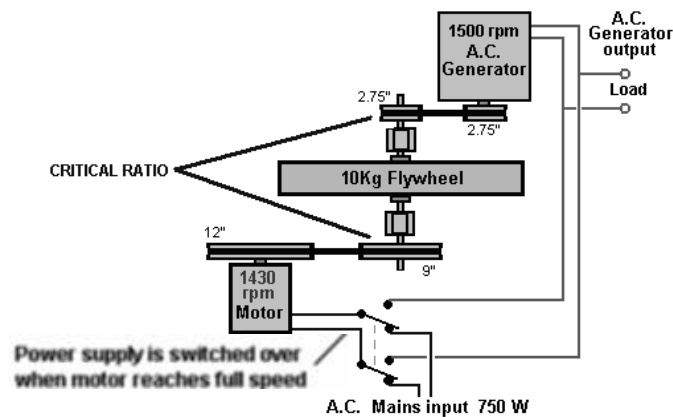 1500 rpm
A.C.
Generator
A.C.
Generator
output
Load
2.75"
2.75"
CRITICAL RATIO
10Kg Flywheel
12"
9"
1430
rpm
Motor
Power supply is switched over
when motor reaches full speed
A.C. Mains input 750 W